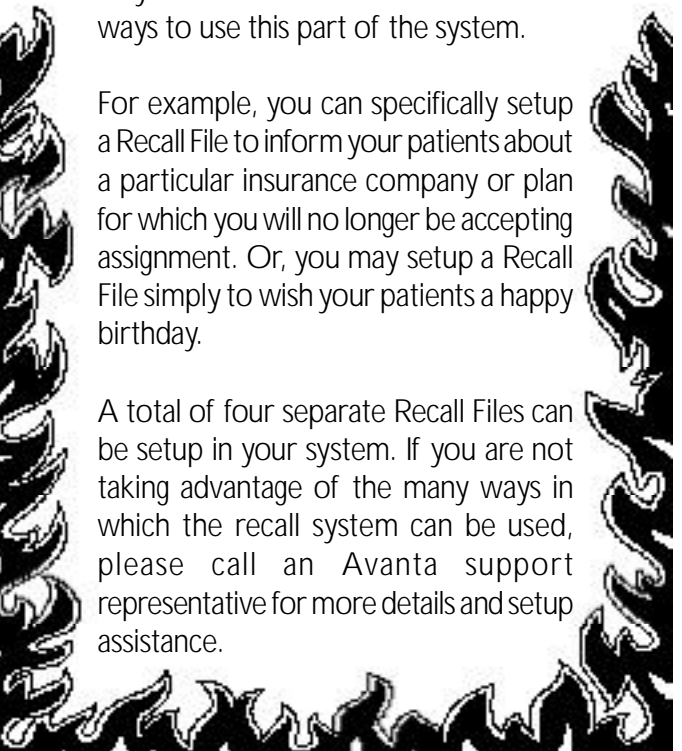 ways to use this part of the system.
For example, you can specifically setup
a Recall File to inform your patients about
a particular insurance company or plan
for which you will no longer be accepting
assignment. Or, you may setup a Recall
File simply to wish your patients a happy
birthday.
A total of four separate Recall Files can
be setup in your system. If you are not
taking advantage of the many ways in
which the recall system can be used,
please call an Avanta support
representative for more details and setup
assistance.